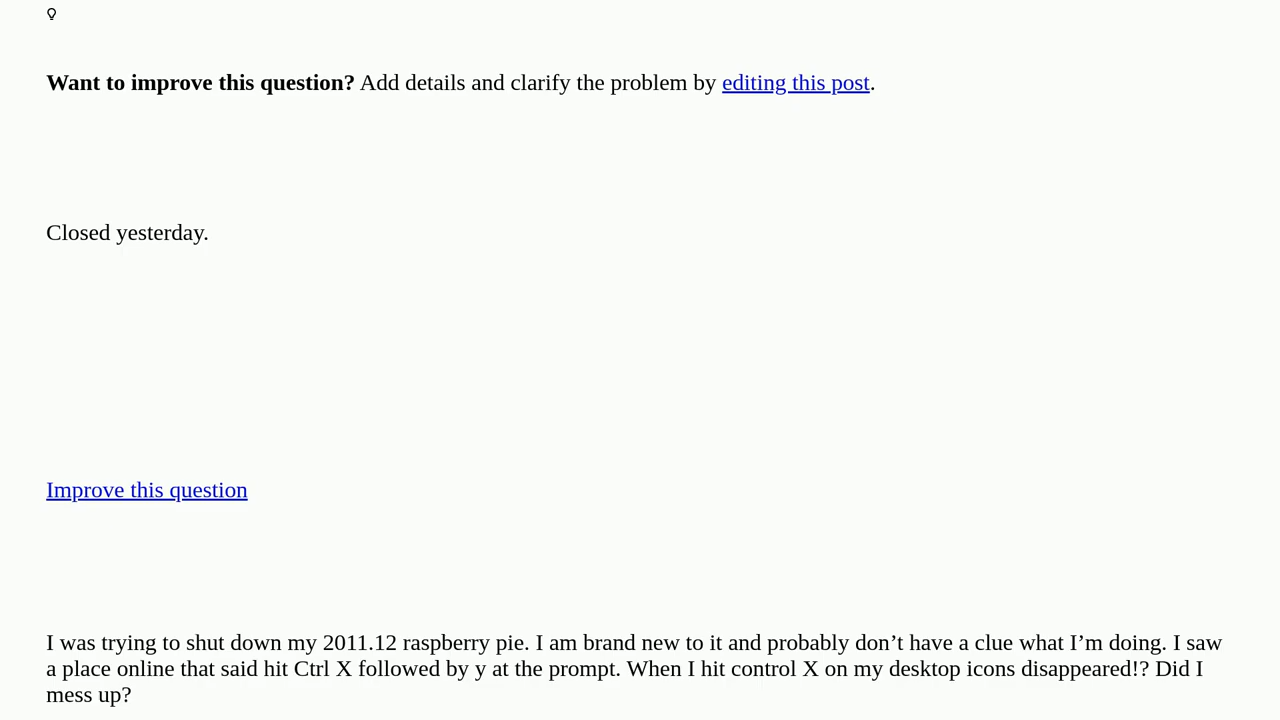 Want to improve this question? Add details and clarify the problem by editing this post.
Closed yesterday.
Improve this question
I was trying to shut down my 2011.12 raspberry pie. I am brand new to it and probably don’t have a clue what I’m doing. I saw
a place online that said hit Ctrl X followed by y at the prompt. When I hit control X on my desktop icons disappeared!? Did I
mess up?